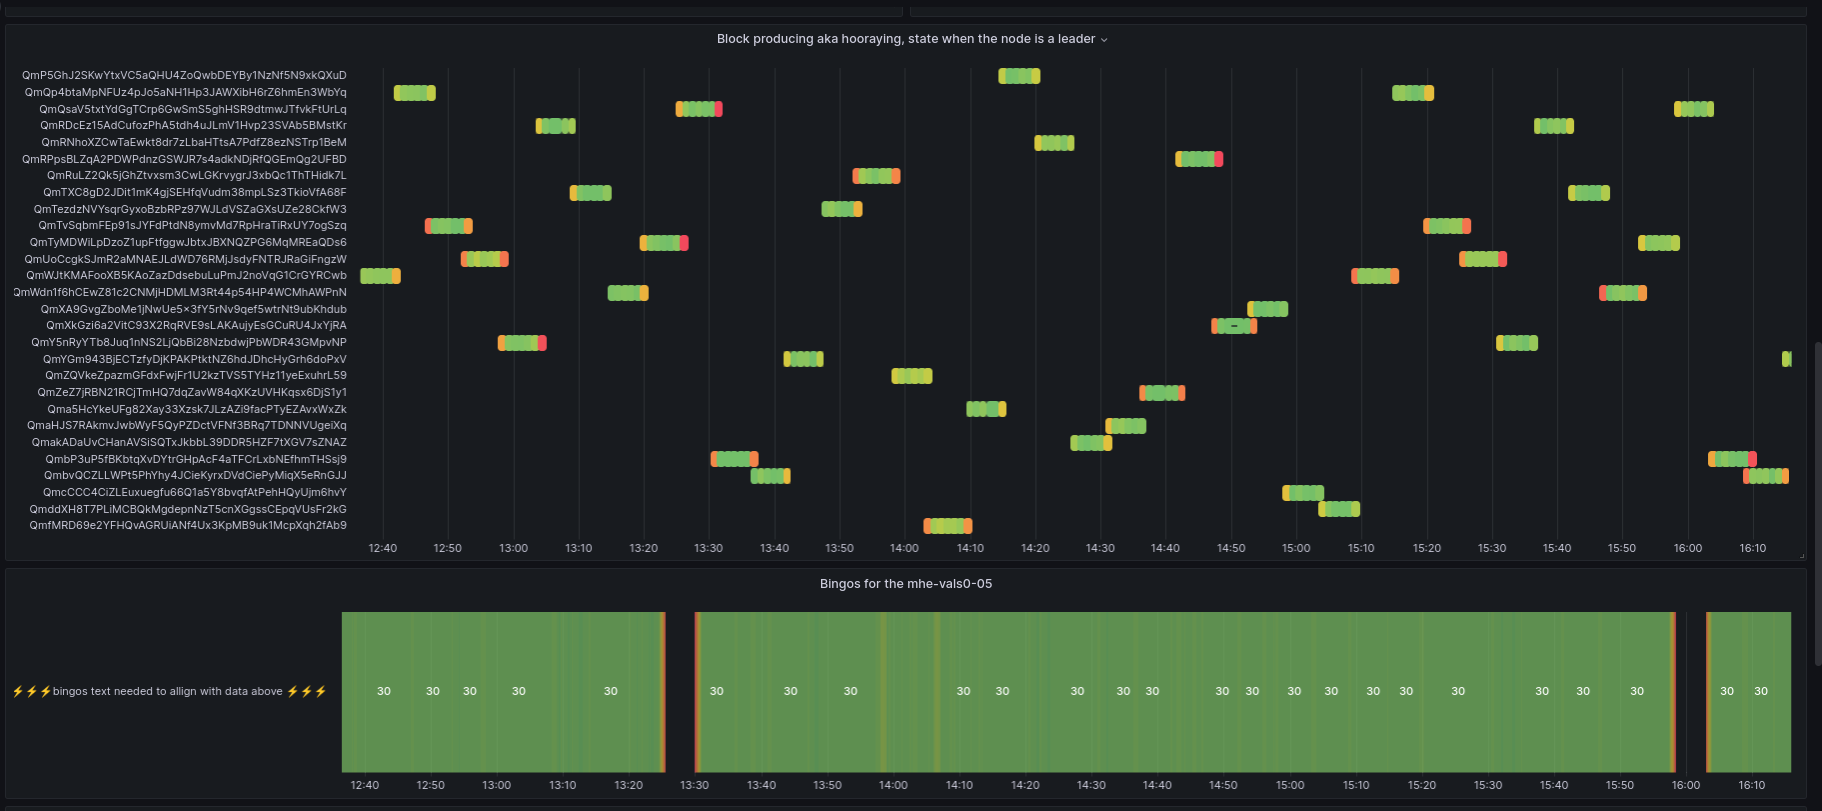 Block producing aka hooraying, state when the node is a leader
QmP5GhJ2SKwYtxVC5aQHU4ZoQwbDEYBy1NzNf5N9xkQXuD
QmQp4btaMpNFUz4pJo5aNH1Hp3JAWXibH6rZ6hmEn3WbYq
QmQsaV5txtYdGgTCrp6GwSmS5ghHSR9dtmwJTfvkFtUrLq
QmRDcEz15AdCufozPhA5tdh4uJLmV1Hvp23SVAb5BMstKr
QmRNhoXZCwTaEwkt8dr7zLbaHTtsA7PdfZ8ezNSTrp1BeM
QmRPpsBLZqA2PDWPdnzGSWJR7s4adkNDjRfQGEmQg2UFBD
QmRuLZ2Qk5jGhZtvxsm3CwLGKrvygrJ3xbQc1ThTHidk7L
QmTXC8gD2JDit1mK4gjSEHfqVudm38mpLSz3TkioVfA68F
QmTezdzNVYsqrGyxoBzbRPz97WJLdVSZaGXsUZe28CkfW3
QmTvSqbmFEp91sJYFdPtdN8ymvMd7RpHraTiRxUY7ogSzq
QmTyMDWiLpDzoZ1upFtfggwJbtxJBXNQZPG6MqMREaQDs6
QmUoCcgkSJmR2aMNAEJLdWD76RMjJsdyFNTRJRaGiFngzW
QmWJtKMAFooXB5KAoZazDdsebuLuPmJ2noVqG1CrGYRCwb
QmWdn1f6hCEwZ81c2CNMjHDMLM3Rt44p54HP4WCMhAWPnN
QmXA9GvgZboMe1jNwUe5×3fY5rNv9qef5wtrNt9ubKhdub
QmXkGzi6a2VitC93X2RqRVE9sLAKAujyEsGCuRU4JxYjRA
QmY5nRyYTb8Juq1nNS2LjQbBi28NzbdwjPbWDR43GMpvNP
QmYGm943BjECTzfyDjKPAKPtktNZ6hdJDhcHyGrh6doPxV
QmZQVkeZpazmGFdxFwjFr1U2kzTVS5TYHz11yeExuhrL59
QmZeZ7jRBN21RCjTmHQ7dqZavW84qXKzUVHKqsx6DjS1y1
Qma5HcYkeUFg82Xay33Xzsk7JLzAZi9facPTyEZAvxWxZk
QmaHJS7RAkmvJwbWyF5QyPZDctVFNf3BRq7TDNNVUgeiXq
QmakADaUvCHanAVSiSQTxJkbbL39DDR5HZF7tXGV7sZNAZ
QmbP3uP5fBKbtqXvDYtrGHpAcF4aTFCrLxbNEfhmTHSsj9
QmbvQCZLLWPt5PhYhy4JCieKyrxDVdCiePyMiqX5eRnGJJ
QmcCCC4CiZLEuxuegfu66Q1a5Y8bvqfAtPehHQyUjm6hvY
QmddXH8T7PLiMCBQkMgdepnNzT5cnXGgssCEpqVUsFr2kG
QmfMRD69e2YFHQvAGRUiANf4Ux3KpMB9uk1McpXqh2fAb9
12:40 12:50 13:00 13:10 13:20 13:30 13:40 13:50 14:00 14:10 14:20 14:30 14:40 14:50 15:00 15:10 15:20 15:30 15:40 15:50 16:00 16:10
Bingos for the mhe-vals0-05
⚡⚡⚡bingos text needed to allign with data above ⚡⚡⚡ 30 30 30 30 30 30 30 30 30 30 30 30 30 30 30 30 30 30 30 30 30 30 30 30 30
12:40 12:50 13:00 13:10 13:20 13:30 13:40 13:50 14:00 14:10 14:20 14:30 14:40 14:50 15:00 15:10 15:20 15:30 15:40 15:50 16:00 16:10